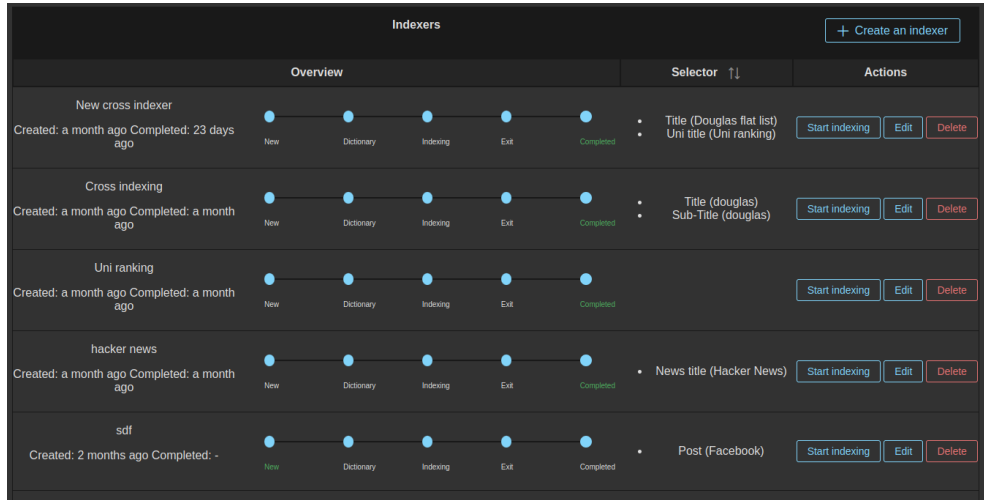 Indexers
+ Create an indexer
Overview
Selector
Actions
New cross indexer
Created: a month ago Completed: 23 days
ago
New
Dictionary
Indexing
Exit
Completed
• Title (Douglas flat list)
• Uni title (Uni ranking)
Start indexing
Edit
Delete
Cross indexing
Created: a month ago Completed: a month
ago
New
Dictionary
Indexing
Exit
Completed
• Title (douglas)
• Sub-Title (douglas)
Start indexing
Edit
Delete
Uni ranking
Created: a month ago Completed: a month
ago
New
Dictionary
Indexing
Exit
Completed
Start indexing
Edit
Delete
hacker news
Created: a month ago Completed: a month
ago
New
Dictionary
Indexing
Exit
Completed
• News title (Hacker News)
Start indexing
Edit
Delete
sdf
Created: 2 months ago Completed: -
New
Dictionary
Indexing
Exit
Completed
• Post (Facebook)
Start indexing
Edit
Delete